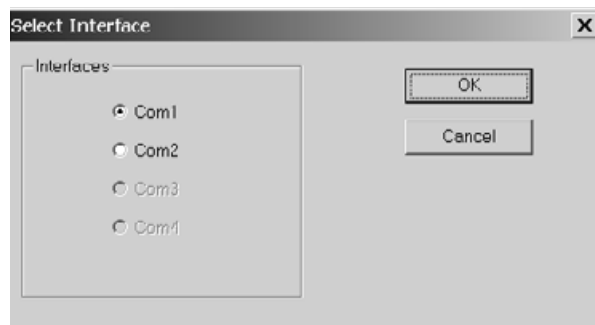 Select Interface
Interfaces
Com1
Com2
Com3
Com4
OK
Cancel